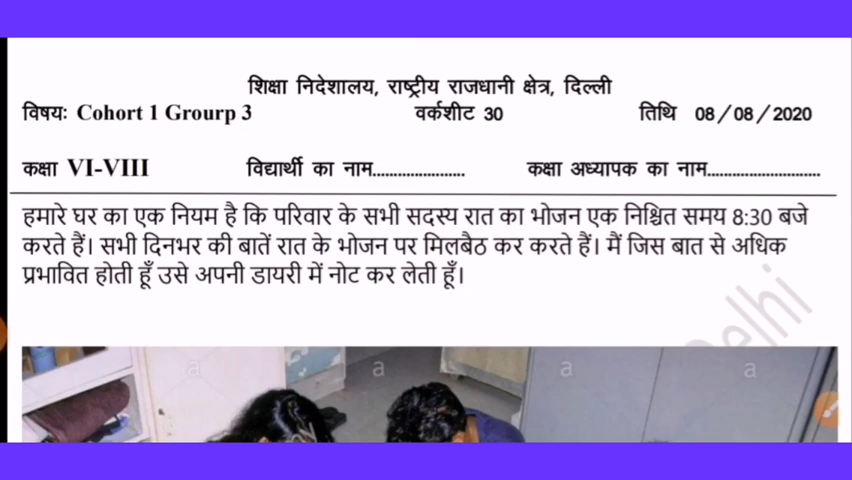 शिक्षा निदेशालय, राष्ट्रीय राजधानी क्षेत्र, दिल्ली
विषयः Cohort 1 Grourp 3 वर्कशीट 30 तिथि 08/08/2020
कक्षा VI-VIII विद्यार्थी का नाम...................... कक्षा अध्यापक का नाम...........................
हमारे घर का एक नियम है कि परिवार के सभी सदस्य रात का भोजन एक निश्चित समय 8:30 बजे
करते हैं। सभी दिनभर की बातें रात के भोजन पर मिलबैठ कर करते हैं। मैं जिस बात से अधिक
प्रभावित होती हूँ उसे अपनी डायरी में नोट कर लेती हूँ।
Delhi
a a a a